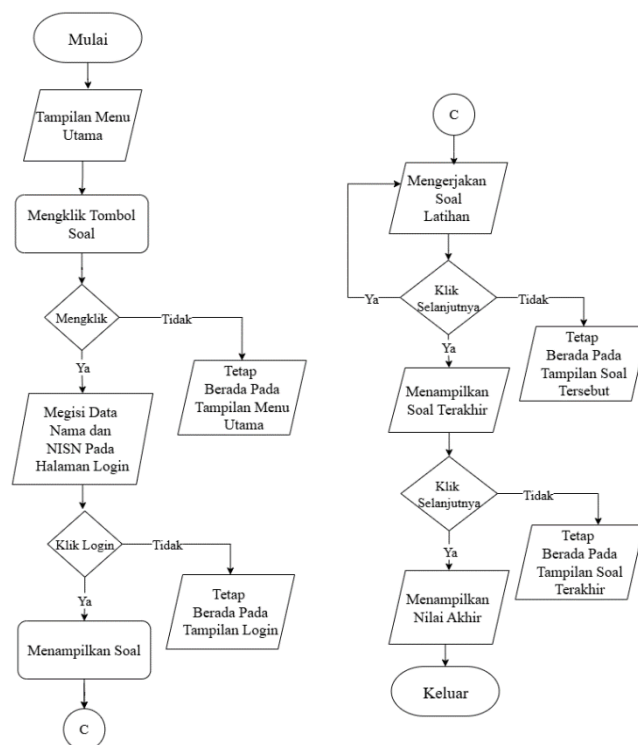 Mulai
Tampilan Menu
Utama
Mengklik Tombol
Soal
Mengklik
Tidak
Ya
Tetap
Berada Pada
Tampilan Menu
Utama
Megisi Data
Nama dan
NISN Pada
Halaman Login
Klik Login
Tidak
Ya
Tetap
Berada Pada
Tampilan Login
Menampilkan Soal
C
C
Mengerjakan
Soal
Latihan
Klik
Selanjutnya
Ya
Tidak
Ya
Tetap
Berada Pada
Tampilan Soal
Tersebut
Menampilkan
Soal Terakhir
Klik
Selanjutnya
Tidak
Ya
Tetap
Berada Pada
Tampilan Soal
Terakhir
Menampilkan
Nilai Akhir
Keluar